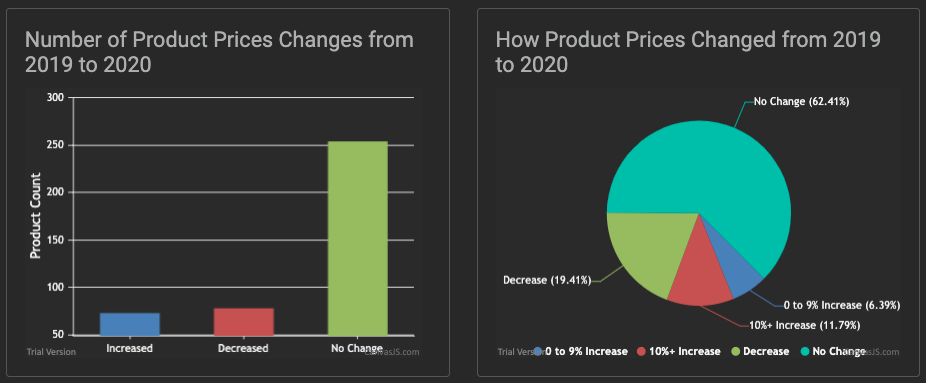 Number of Product Prices Changes from
2019 to 2020
300
250
200
150
100
50
Product Count
Increased
Decreased
No Change
Trial Version
How Product Prices Changed from 2019
to 2020
No Change (62.41%)
Decrease (19.41%)
0 to 9% Increase (6.39%)
10%+ Increase (11.79%)
Trial Version
0 to 9% Increase
10%+ Increase
Decrease
No Change